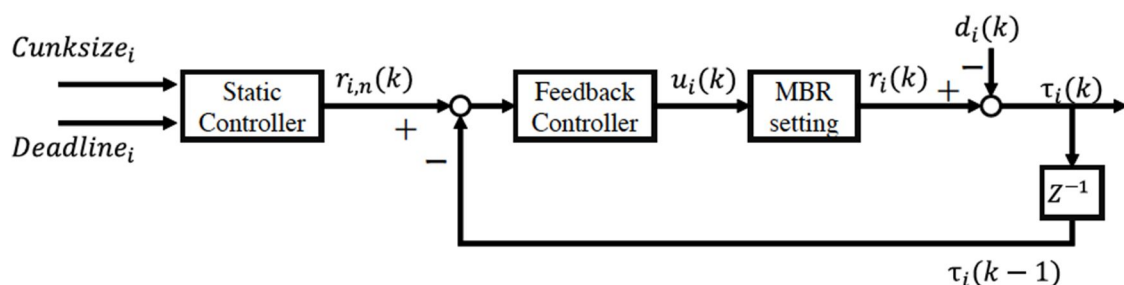 d_i(k)
Cunksize_i
r_{i,n}(k)
u_i(k)
r_i(k)
−
+
τ_i(k)
Static
Controller
Feedback
Controller
MBR
setting
Deadline_i
+
−
Z^{-1}
τ_i(k − 1)